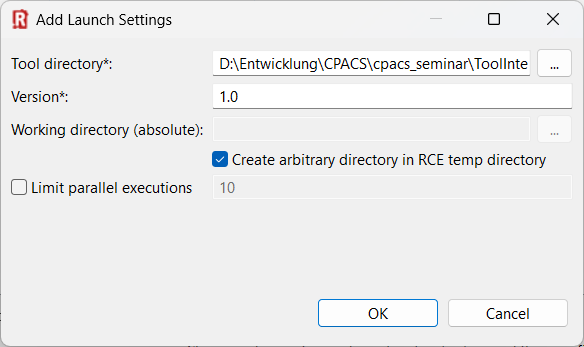 Add Launch Settings
Tool directory*: D:\Entwicklung\CPACS\cpacs_seminar\ToolInte ...
Version*: 1.0
Working directory (absolute): ...
Create arbitrary directory in RCE temp directory
Limit parallel executions 10
OK Cancel